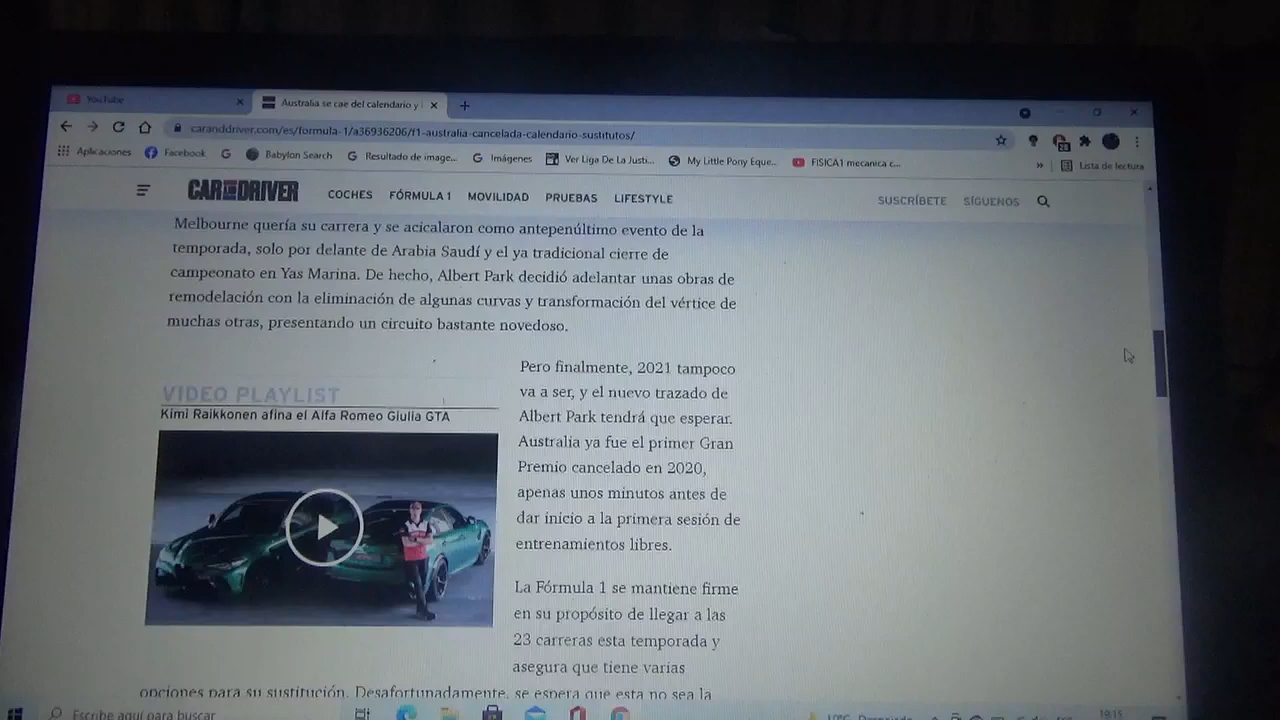 YouTube
Australia se cae del calendario y
caranddriver.com/es/formula-1/a36936206/f1-australia-cancelada-calendario-sustitutos/
Aplicaciones Facebook Babylon Search Resultado de image... Imágenes Ver Liga De La Justi... My Little Pony Eque... FISICA1 mecanica c... » Lista de lectura
CAR AND DRIVER COCHES FÓRMULA 1 MOVILIDAD PRUEBAS LIFESTYLE SUSCRÍBETE SÍGUENOS
Melbourne quería su carrera y se acicalaron como antepenúltimo evento de la
temporada, solo por delante de Arabia Saudí y el ya tradicional cierre de
campeonato en Yas Marina. De hecho, Albert Park decidió adelantar unas obras de
remodelación con la eliminación de algunas curvas y transformación del vértice de
muchas otras, presentando un circuito bastante novedoso.
VIDEO PLAYLIST
Kimi Raikkonen afina el Alfa Romeo Giulia GTA
Pero finalmente, 2021 tampoco
va a ser, y el nuevo trazado de
Albert Park tendrá que esperar.
Australia ya fue el primer Gran
Premio cancelado en 2020,
apenas unos minutos antes de
dar inicio a la primera sesión de
entrenamientos libres.
La Fórmula 1 se mantiene firme
en su propósito de llegar a las
23 carreras esta temporada y
asegura que tiene varias
opciones para su sustitución. Desafortunadamente, se espera que esta no sea la
Escribe aquí para buscar
10°C
19:15